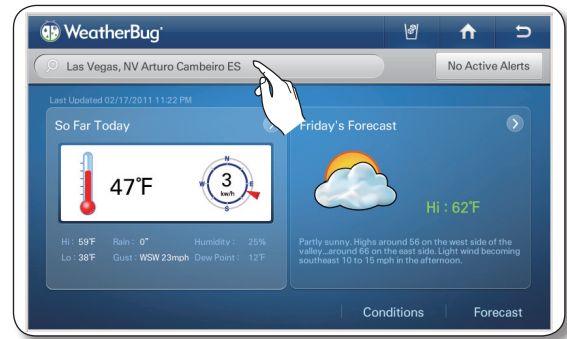 WeatherBug®
Las Vegas, NV Arturo Cambeiro ES
No Active Alerts
Last Updated 02/17/2011 11:22 PM
So Far Today
47°F
N
W
E
S
3
kw/h
Hi : 59°F Rain : 0" Humidity : 25%
Lo : 38°F Gust : WSW 23mph Dew Point : 12°F
Friday's Forecast
Hi : 62°F
Partly sunny. Highs around 56 on the west side of the
valley...around 66 on the east side. Light wind becoming
southeast 10 to 15 mph in the afternoon.
Conditions
Forecast